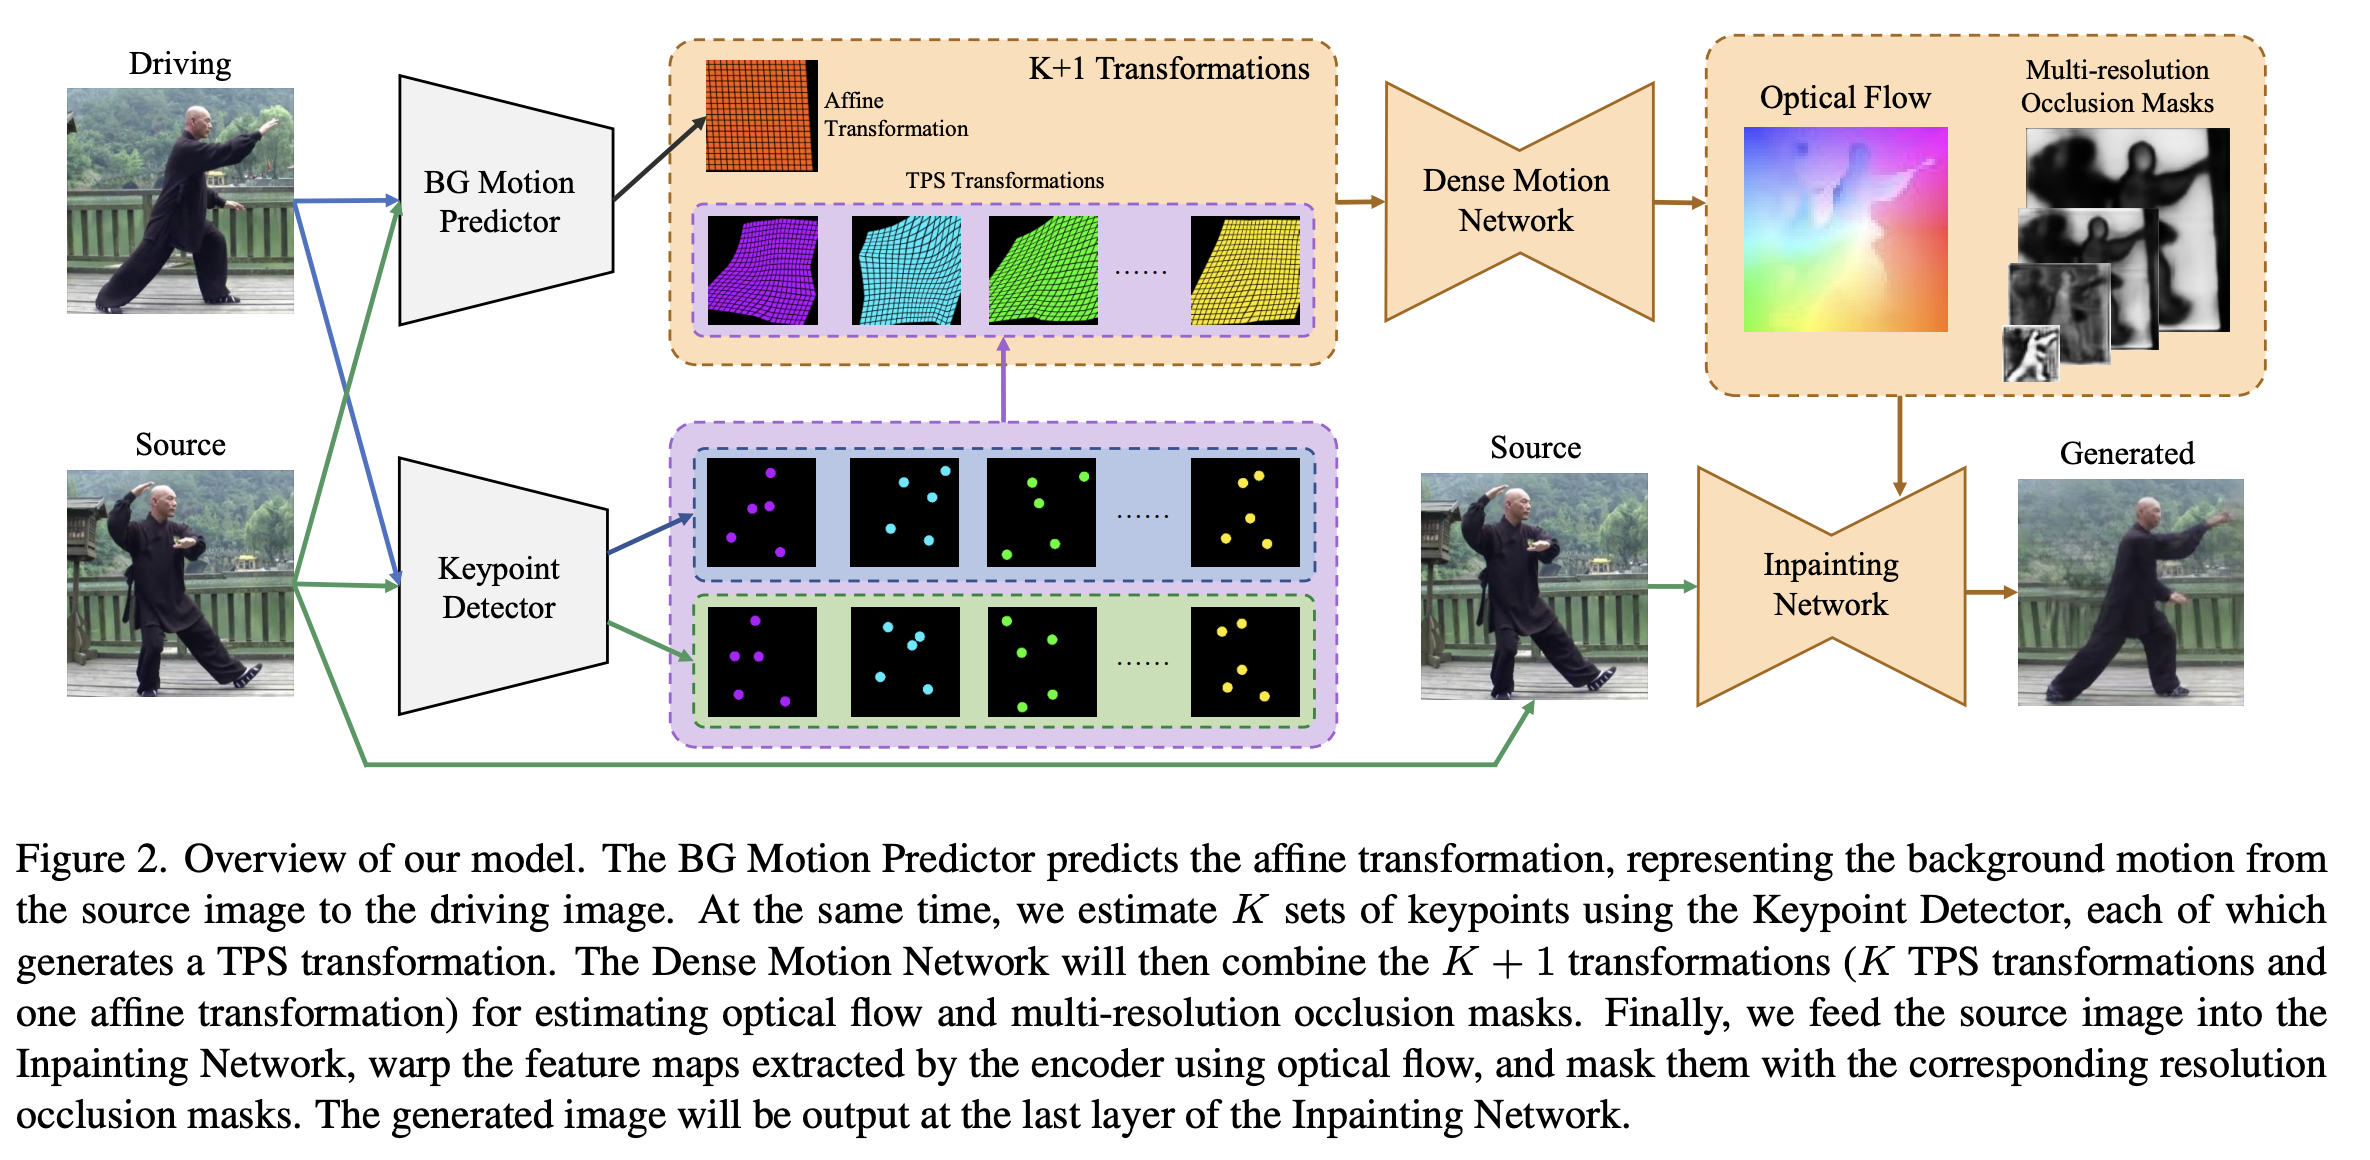 Driving
BG Motion
Predictor
K+1 Transformations
Affine
Transformation
TPS Transformations
······
Dense Motion
Network
Optical Flow
Multi-resolution
Occlusion Masks
Source
Keypoint
Detector
······
······
Source
Inpainting
Network
Generated
Figure 2. Overview of our model. The BG Motion Predictor predicts the affine transformation, representing the background motion from
the source image to the driving image. At the same time, we estimate K sets of keypoints using the Keypoint Detector, each of which
generates a TPS transformation. The Dense Motion Network will then combine the K + 1 transformations (K TPS transformations and
one affine transformation) for estimating optical flow and multi-resolution occlusion masks. Finally, we feed the source image into the
Inpainting Network, warp the feature maps extracted by the encoder using optical flow, and mask them with the corresponding resolution
occlusion masks. The generated image will be output at the last layer of the Inpainting Network.